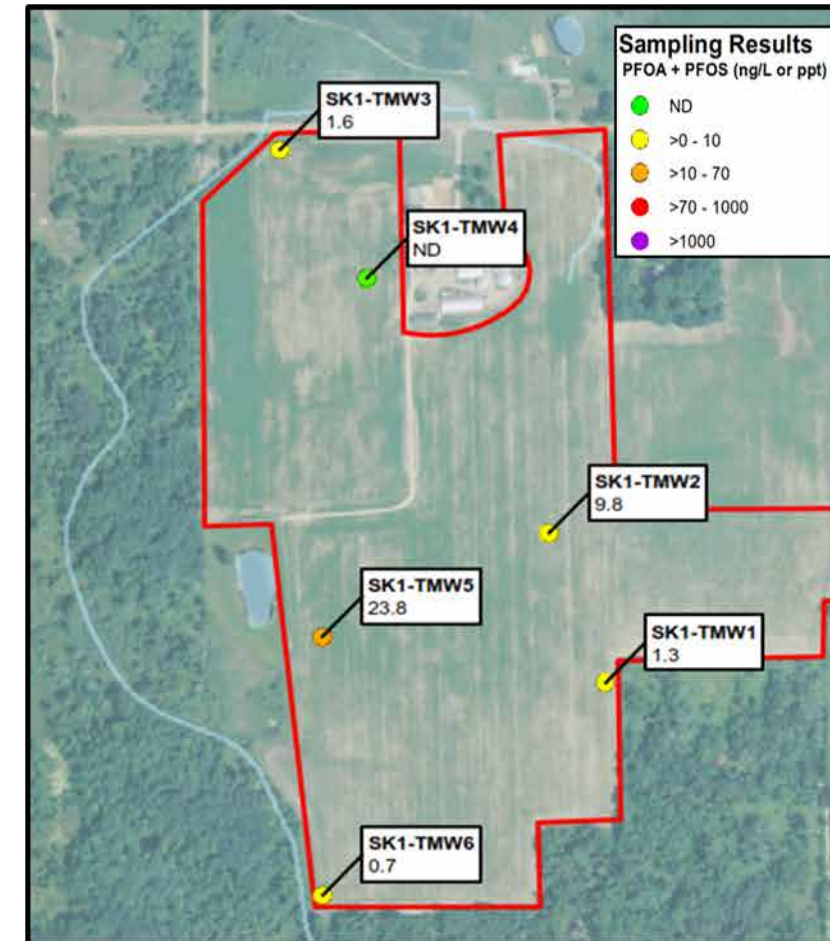 Sampling Results
PFOA + PFOS (ng/L or ppt)
ND
>0 - 10
>10 - 70
>70 - 1000
>1000
SK1-TMW3
1.6
SK1-TMW4
ND
SK1-TMW2
9.8
SK1-TMW5
23.8
SK1-TMW1
1.3
SK1-TMW6
0.7